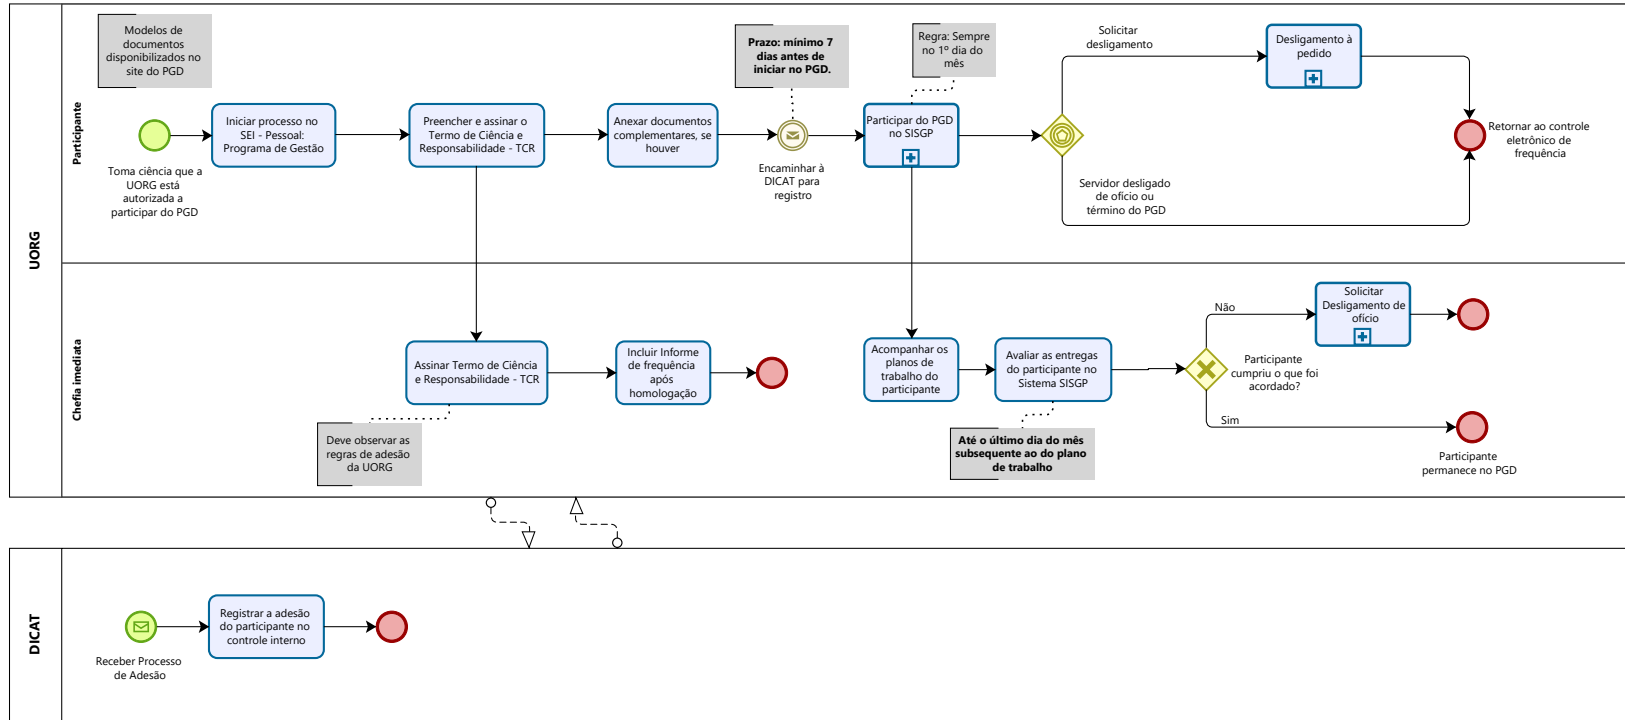 UORG
Participante
Modelos de
documentos
disponibilizados no
site do PGD
Toma ciência que a
UORG está
autorizada a
participar do PGD
Iniciar processo no
SEI - Pessoal:
Programa de Gestão
Preencher e assinar o
Termo de Ciência e
Responsabilidade - TCR
Anexar documentos
complementares, se
houver
Prazo: mínimo 7
dias antes de
iniciar no PGD.
Encaminhar à
DICAT para
registro
Regra: Sempre
no 1º dia do
mês
Participar do PGD
no SISGP
Solicitar
desligamento
Desligamento à
pedido
Servidor desligado
de ofício ou
término do PGD
Retornar ao controle
eletrônico de
frequência
Chefia imediata
Assinar Termo de Ciência
e Responsabilidade - TCR
Deve observar as
regras de adesão
da UORG
Incluir Informe
de frequência
após
homologação
Acompanhar os
planos de
trabalho do
participante
Avaliar as entregas
do participante no
Sistema SISGP
Até o último dia do mês
subsequente ao do plano
de trabalho
Participante
cumpriu o que foi
acordado?
Não
Solicitar
Desligamento de
ofício
Sim
Participante
permanece no PGD
DICAT
Receber Processo
de Adesão
Registrar a adesão
do participante no
controle interno